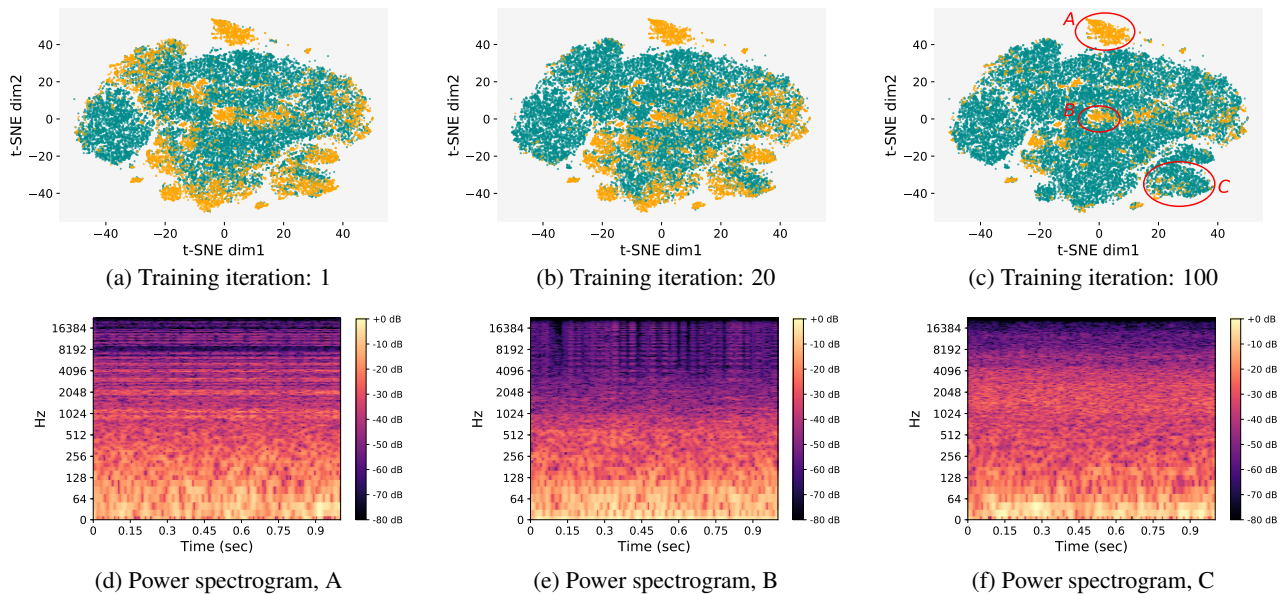 40
20
0
−20
−40
t-SNE dim2
−40 −20 0 20 40
t-SNE dim1
(a) Training iteration: 1
40
20
0
−20
−40
t-SNE dim2
−40 −20 0 20 40
t-SNE dim1
(b) Training iteration: 20
40
20
0
−20
−40
t-SNE dim2
A
B
C
−40 −20 0 20 40
t-SNE dim1
(c) Training iteration: 100
16384
8192
4096
2048
1024
512
256
128
64
0
Hz
0 0.15 0.3 0.45 0.6 0.75 0.9
Time (sec)
+0 dB
-10 dB
-20 dB
-30 dB
-40 dB
-50 dB
-60 dB
-70 dB
-80 dB
(d) Power spectrogram, A
16384
8192
4096
2048
1024
512
256
128
64
0
Hz
0 0.15 0.3 0.45 0.6 0.75 0.9
Time (sec)
+0 dB
-10 dB
-20 dB
-30 dB
-40 dB
-50 dB
-60 dB
-70 dB
-80 dB
(e) Power spectrogram, B
16384
8192
4096
2048
1024
512
256
128
64
0
Hz
0 0.15 0.3 0.45 0.6 0.75 0.9
Time (sec)
+0 dB
-10 dB
-20 dB
-30 dB
-40 dB
-50 dB
-60 dB
-70 dB
-80 dB
(f) Power spectrogram, C